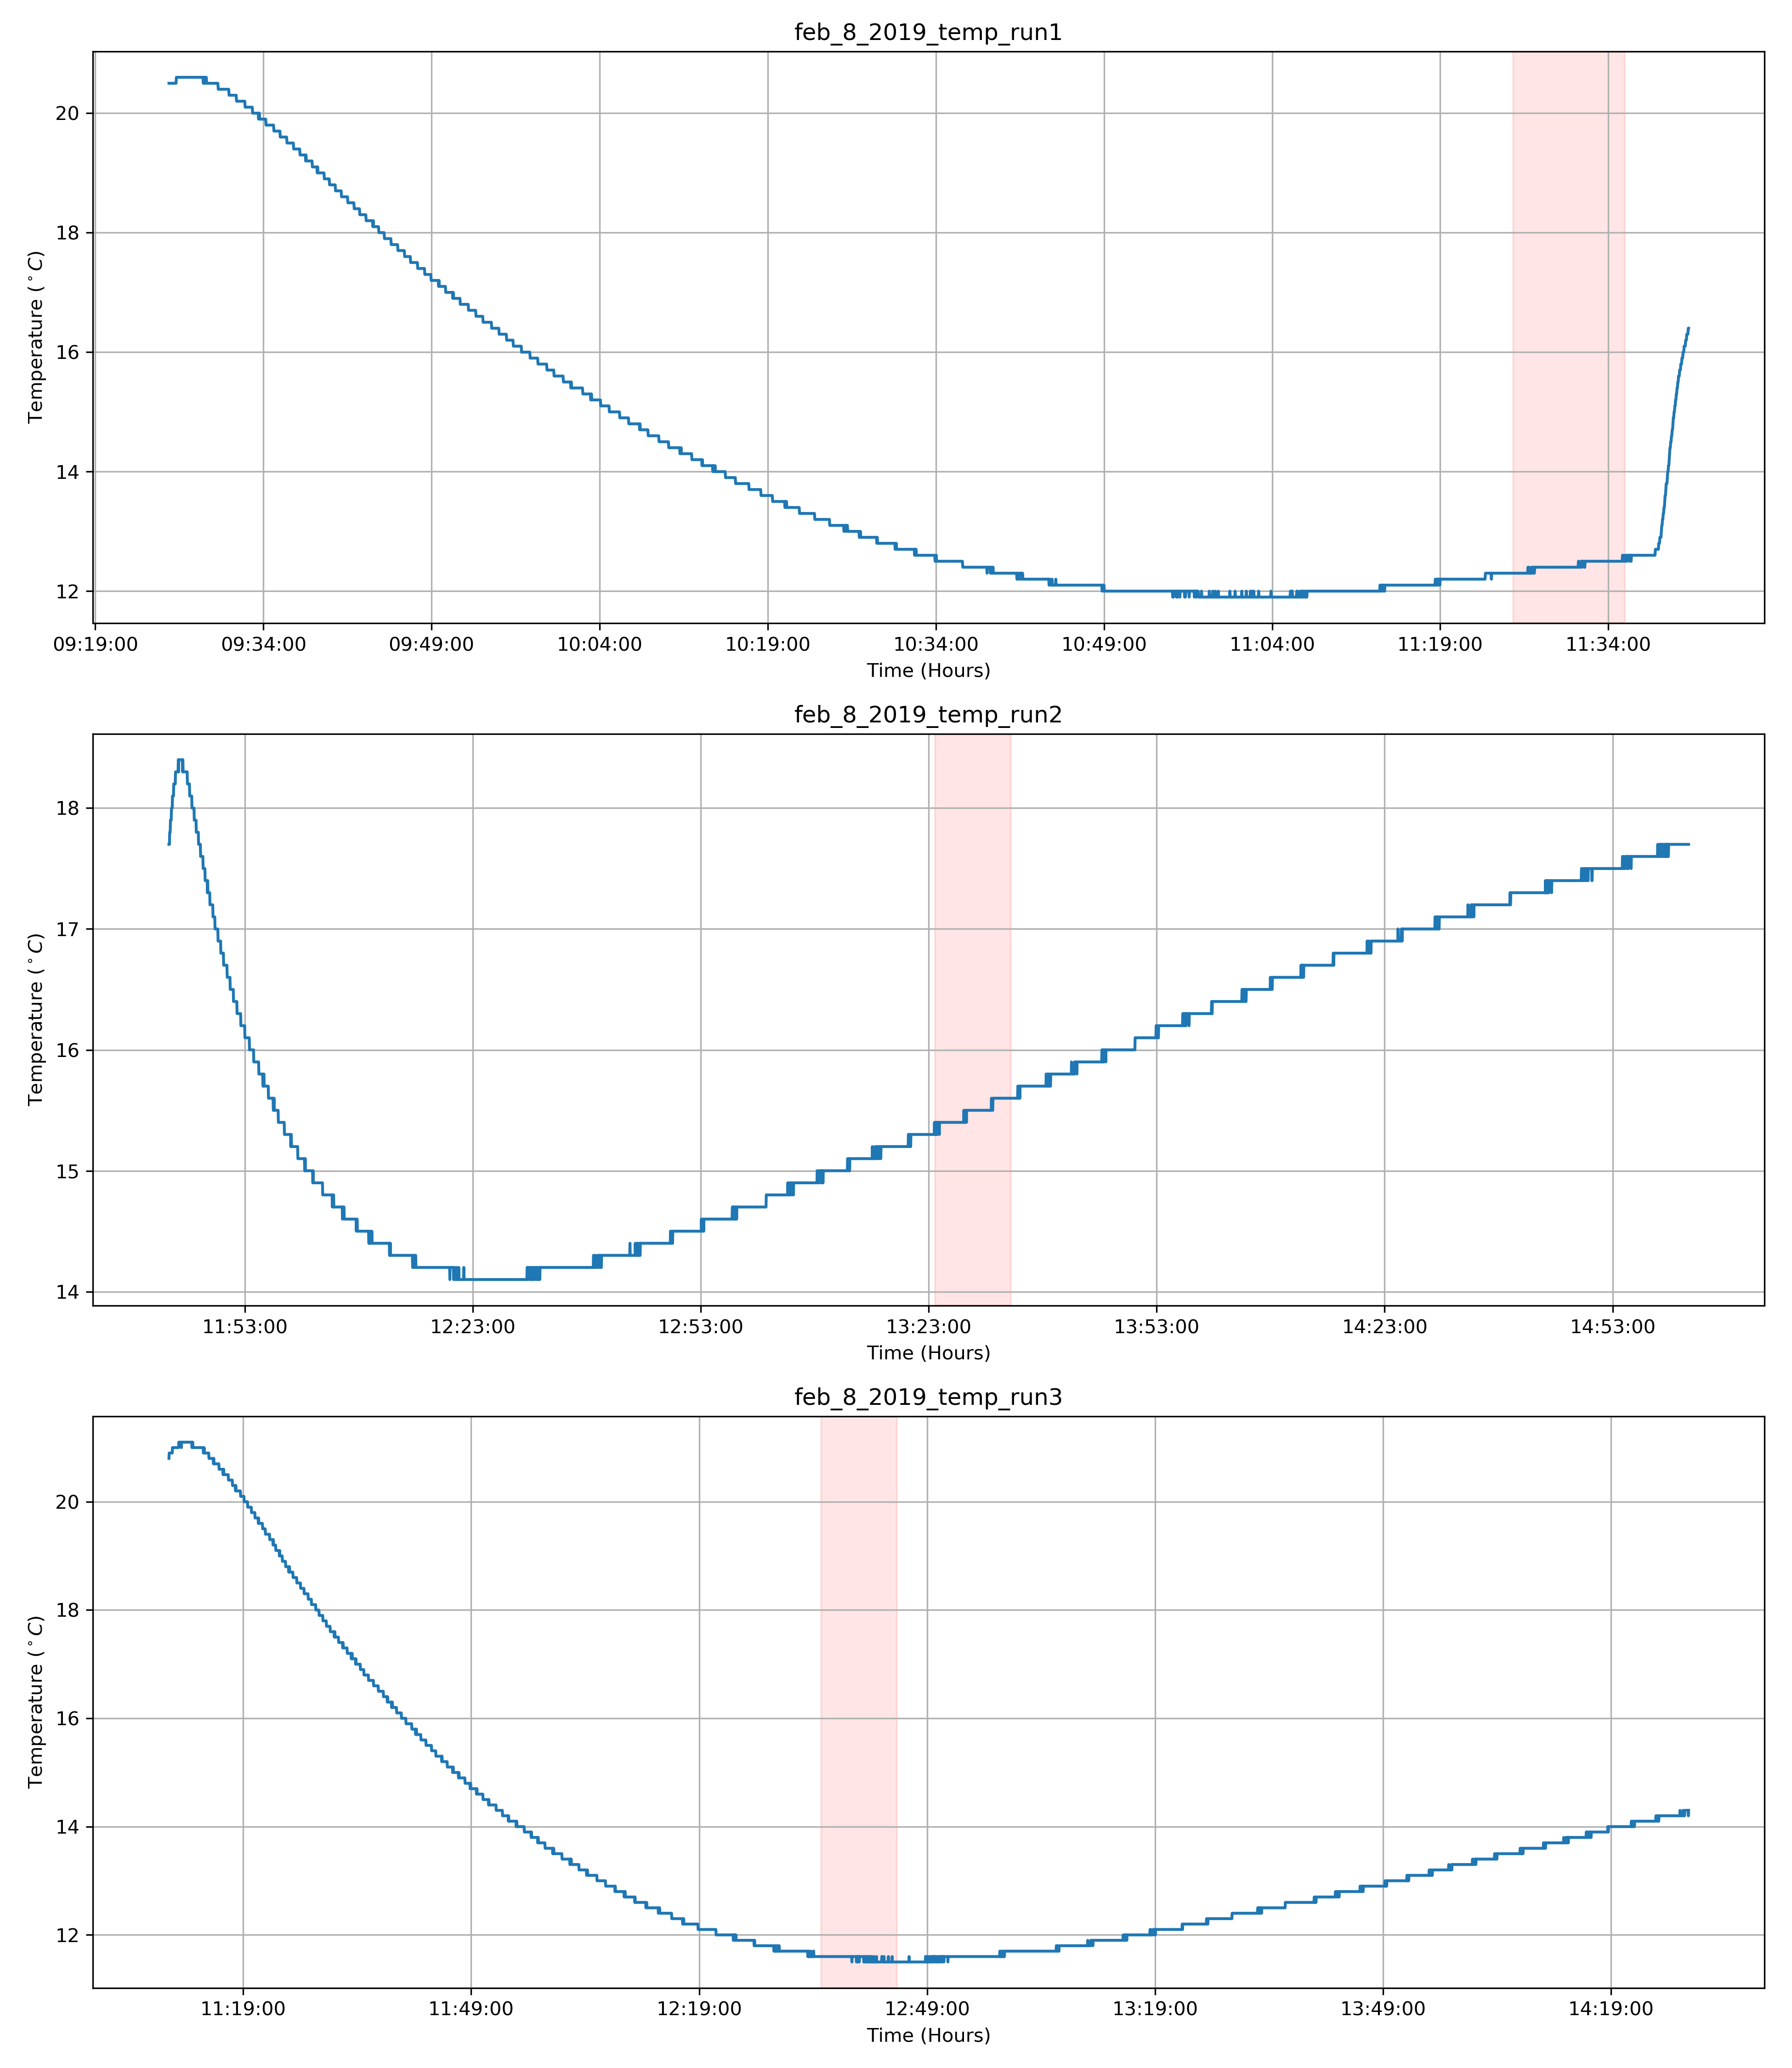 feb_8_2019_temp_run1
Temperature (°C)
20
18
16
14
12
09:19:00 09:34:00 09:49:00 10:04:00 10:19:00 10:34:00 10:49:00 11:04:00 11:19:00 11:34:00
Time (Hours)
feb_8_2019_temp_run2
Temperature (°C)
18
17
16
15
14
11:53:00 12:23:00 12:53:00 13:23:00 13:53:00 14:23:00 14:53:00
Time (Hours)
feb_8_2019_temp_run3
Temperature (°C)
20
18
16
14
12
11:19:00 11:49:00 12:19:00 12:49:00 13:19:00 13:49:00 14:19:00
Time (Hours)